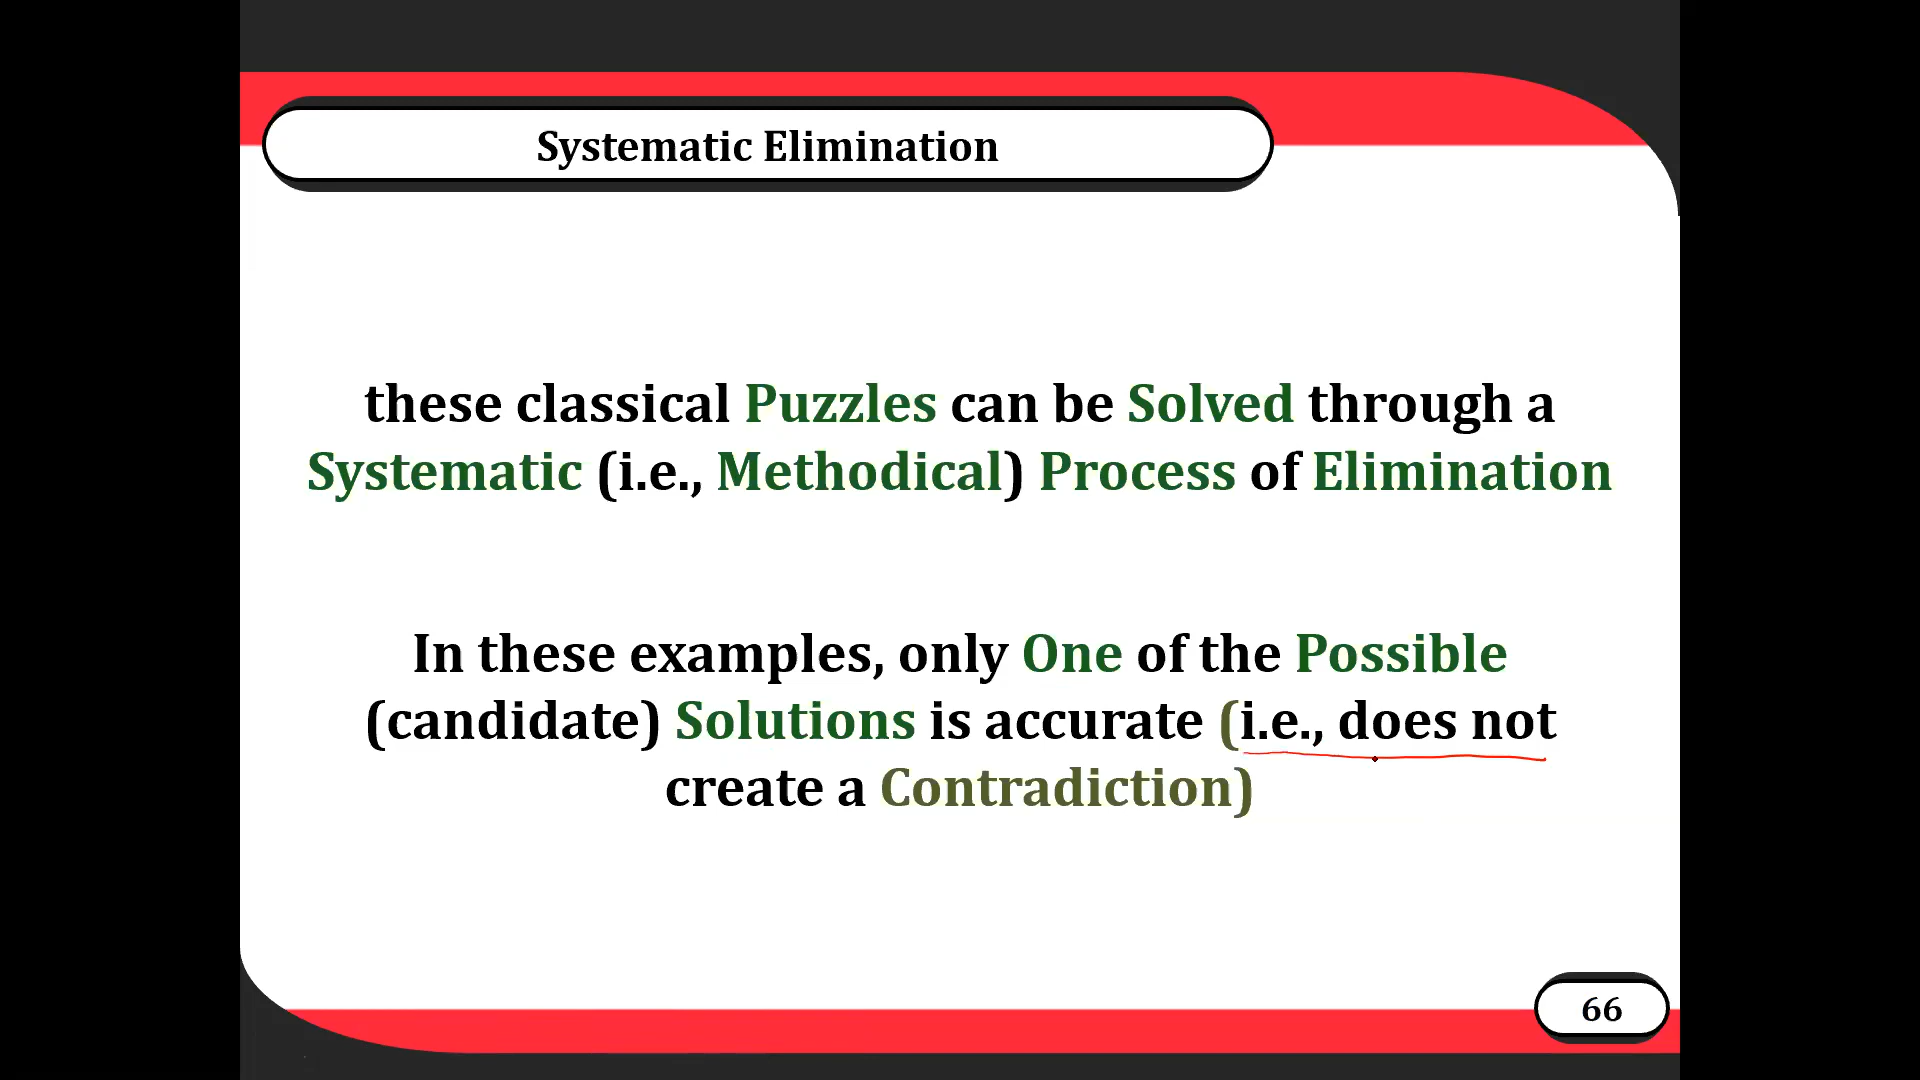 Systematic Elimination
these classical Puzzles can be Solved through a
Systematic (i.e., Methodical) Process of Elimination
In these examples, only One of the Possible
(candidate) Solutions is accurate (i.e., does not
create a Contradiction)
66